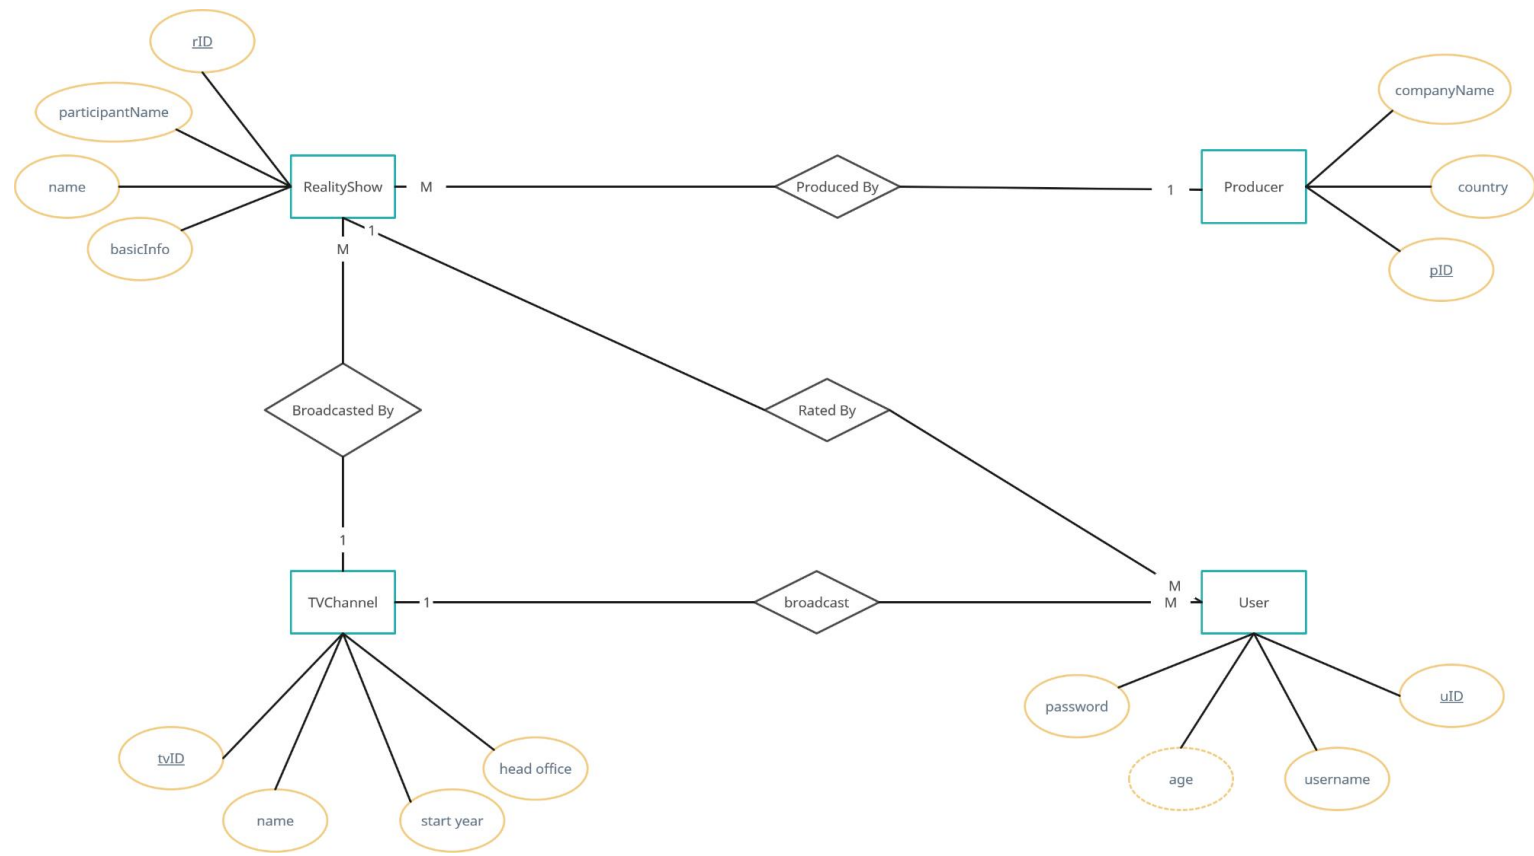 rID
companyName
participantName
RealityShow
M
Produced By
1
Producer
name
country
1
M
basicInfo
pID
Broadcasted By
Rated By
1
M
TVChannel
1
broadcast
M
User
uID
password
tvID
head office
age
username
name
start year